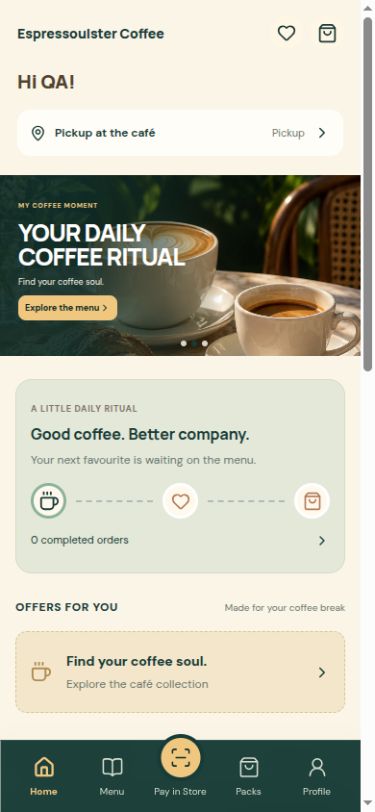 Espressoulster Coffee
Hi QA!
Pickup at the café
Pickup
MY COFFEE MOMENT
YOUR DAILY
COFFEE RITUAL
Find your coffee soul.
Explore the menu
A LITTLE DAILY RITUAL
Good coffee. Better company.
Your next favourite is waiting on the menu.
0 completed orders
OFFERS FOR YOU
Made for your coffee break
Find your coffee soul.
Explore the café collection
Home
Menu
Pay in Store
Packs
Profile